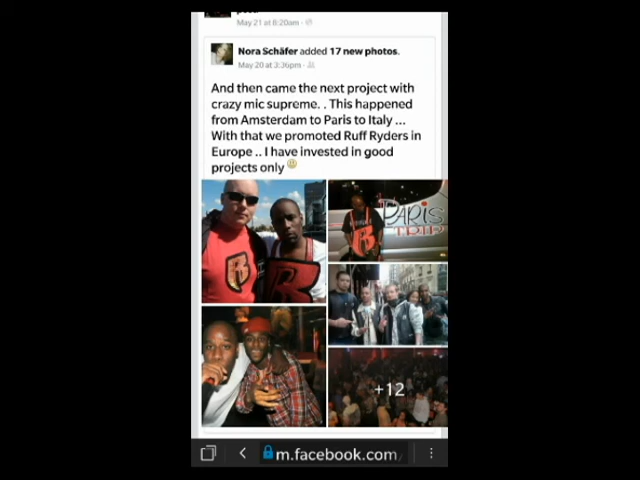 May 21 at 6:20am
Nora Schäfer added 17 new photos.
May 20 at 3:36pm
And then came the next project with
crazy mic supreme. . This happened
from Amsterdam to Paris to Italy ...
With that we promoted Ruff Ryders in
Europe .. I have invested in good
projects only
PARIS
TRIP
R
R
R
+12
m.facebook.com/